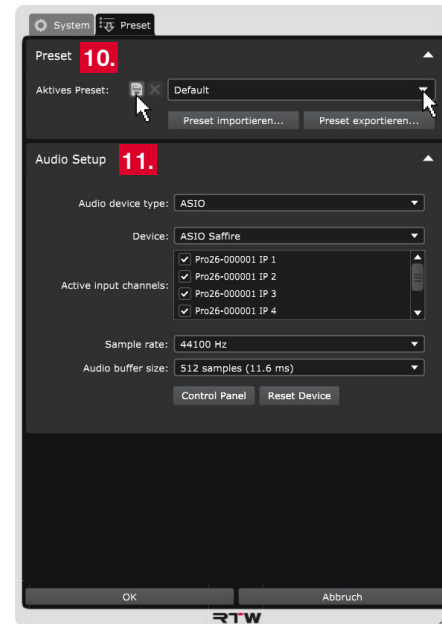 System Preset
Preset 10.
Aktives Preset: Default
Preset importieren... Preset exportieren...
Audio Setup 11.
Audio device type: ASIO
Device: ASIO Saffire
Active input channels:
Pro26-000001 IP 1
Pro26-000001 IP 2
Pro26-000001 IP 3
Pro26-000001 IP 4
Sample rate: 44100 Hz
Audio buffer size: 512 samples (11.6 ms)
Control Panel Reset Device
OK Abbruch
RTW